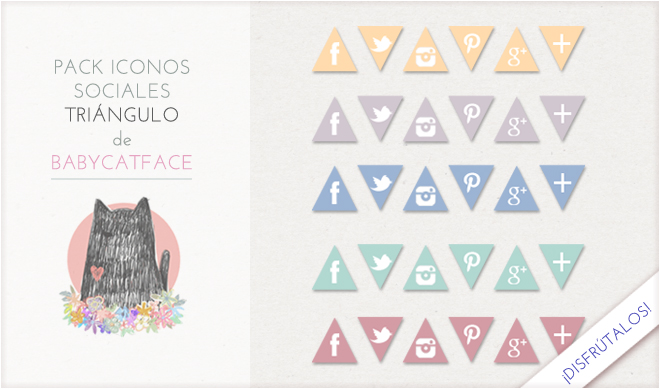 PACK ICONOS
SOCIALES
TRIÁNGULO
de
BABYCATFACE
f g+ +
f g+ +
f g+ +
f g+ +
f g+ +
¡DISFRÚTALOS!